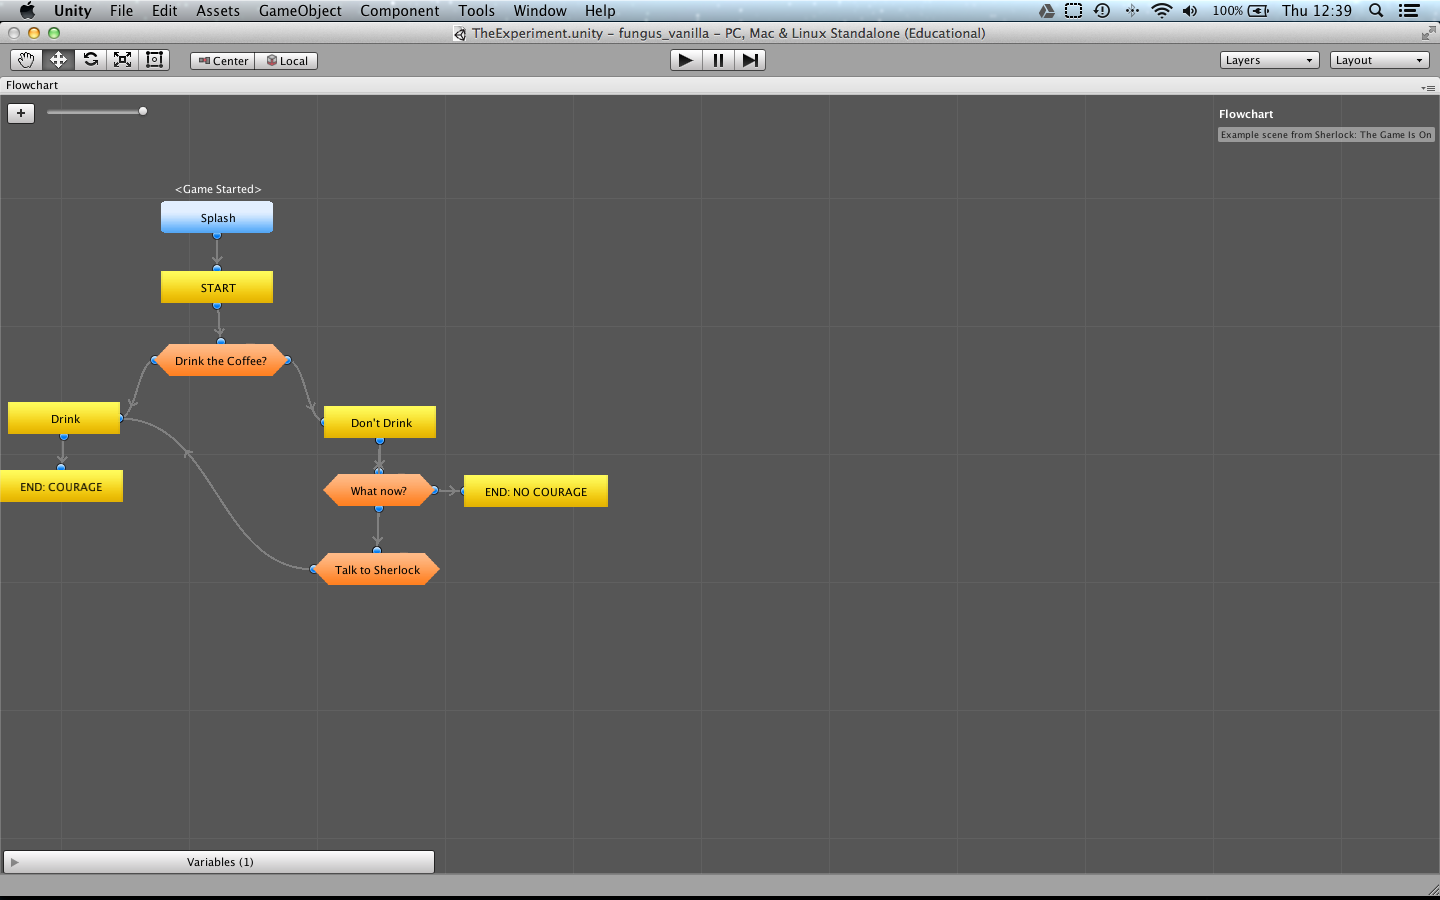 Unity File Edit Assets GameObject Component Tools Window Help 100% Thu 12:39
TheExperiment.unity – fungus_vanilla – PC, Mac & Linux Standalone (Educational)
Center Local Layers Layout
Flowchart
+
Flowchart
Example scene from Sherlock: The Game Is On
<Game Started>
Splash
START
Drink the Coffee?
Drink
Don't Drink
END: COURAGE
What now?
END: NO COURAGE
Talk to Sherlock
Variables (1)